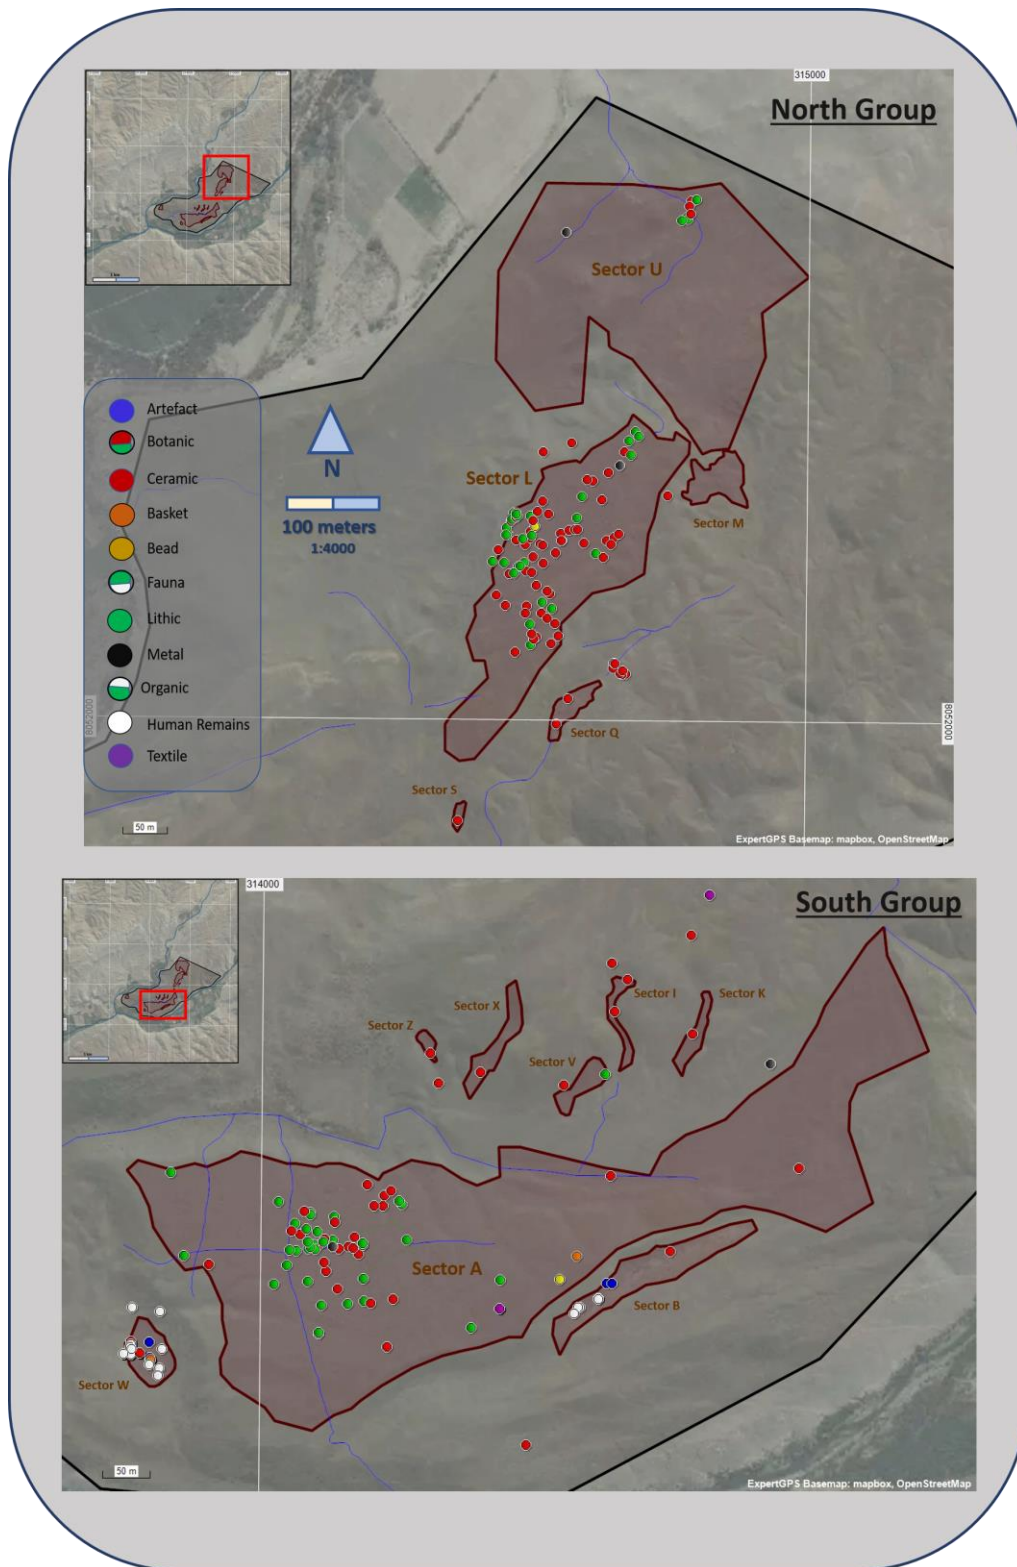 315000
North Group
Sector U
Artefact
Botanic
Ceramic
Basket
Bead
Fauna
Lithic
Metal
Organic
Human Remains
Textile
N
100 meters
1:4000
Sector L
Sector M
8052000
8052000
Sector Q
Sector S
50 m
ExpertGPS Basemap: mapbox, OpenStreetMap
314000
South Group
Sector I
Sector K
Sector X
Sector Z
Sector V
Sector A
Sector B
Sector W
50 m
ExpertGPS Basemap: mapbox, OpenStreetMap